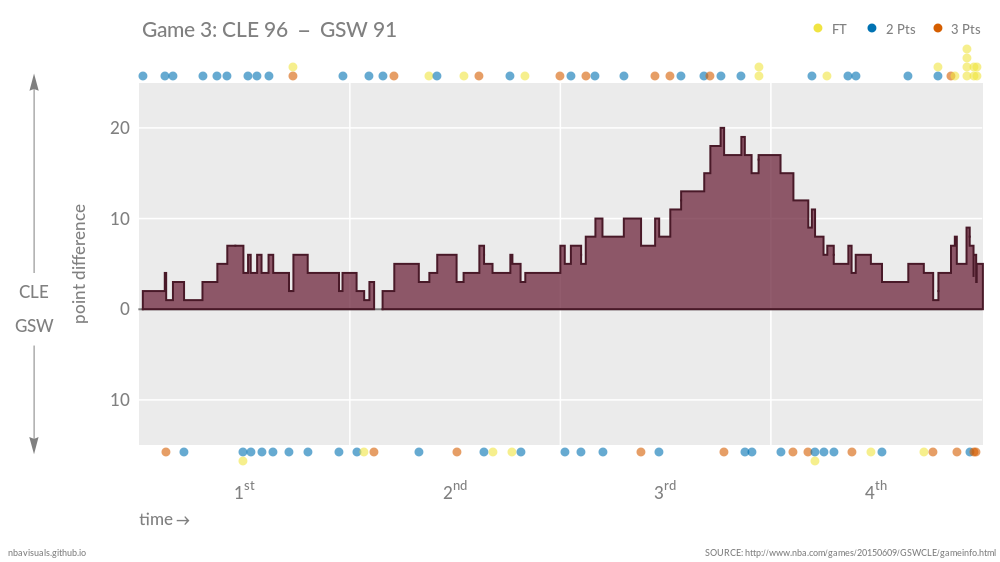 Game 3: CLE 96 – GSW 91
FT
2 Pts
3 Pts
20
10
0
10
point difference
CLE
GSW
1st
2nd
3rd
4th
time→
nbavisuals.github.io
SOURCE: http://www.nba.com/games/20150609/GSWCLE/gameinfo.html